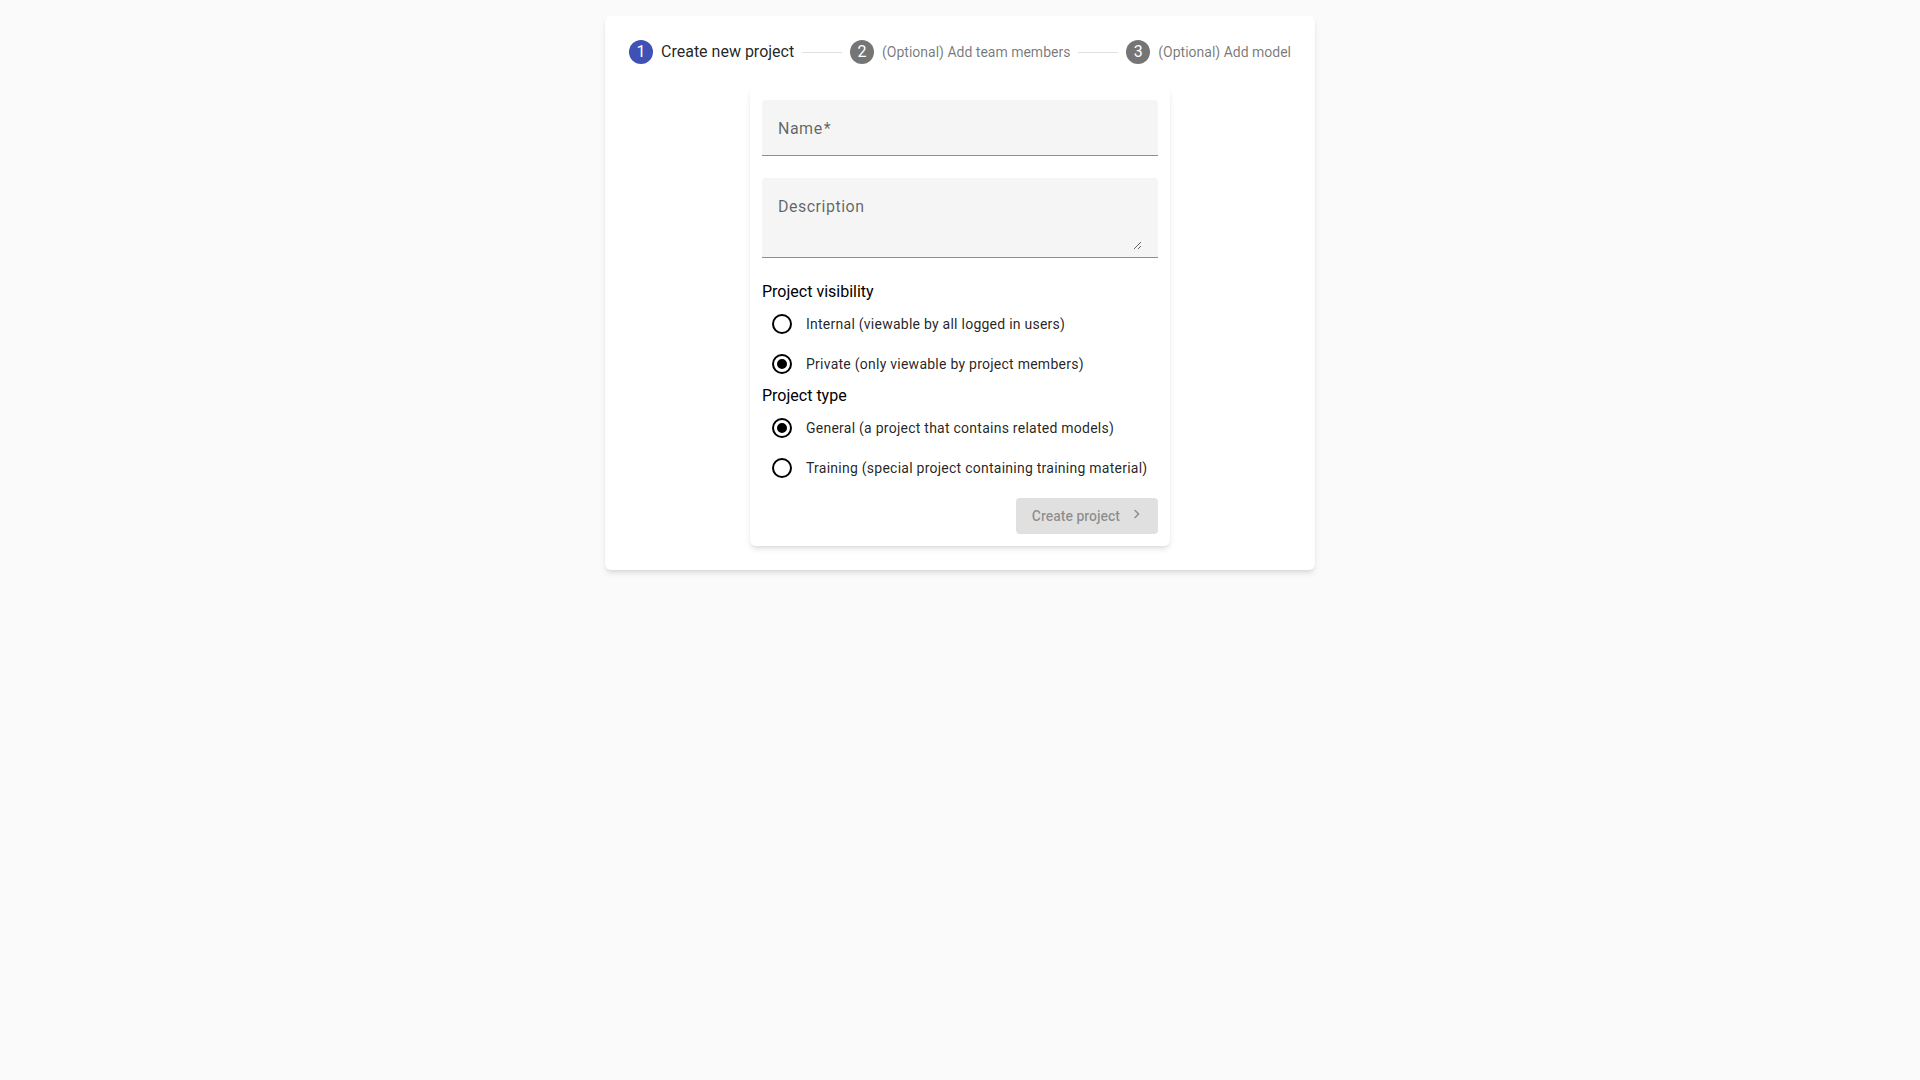 1 Create new project 2 (Optional) Add team members 3 (Optional) Add model
Name*
Description
Project visibility
Internal (viewable by all logged in users)
Private (only viewable by project members)
Project type
General (a project that contains related models)
Training (special project containing training material)
Create project